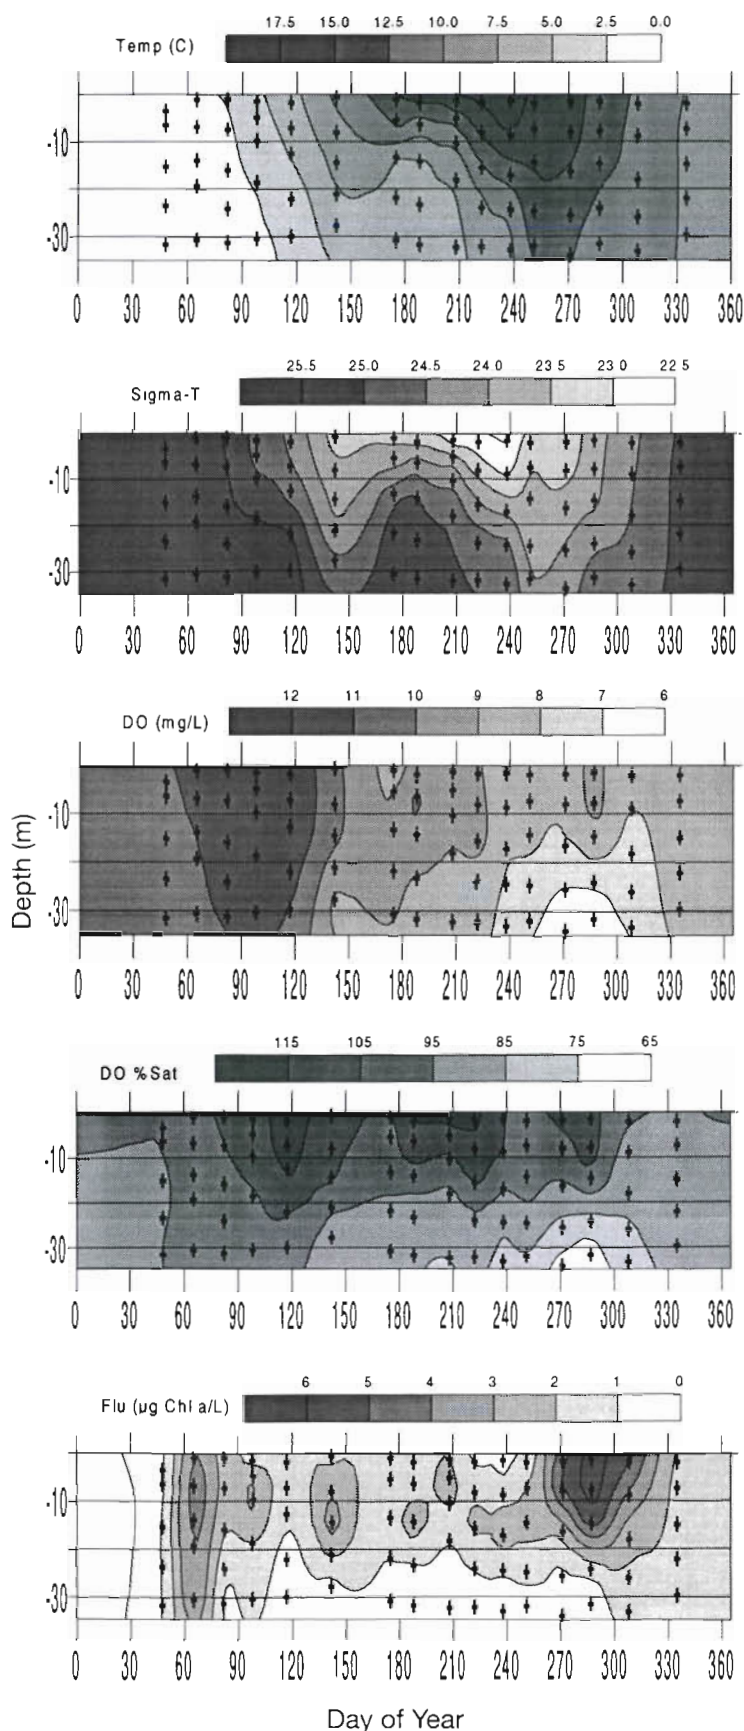 17.5 15.0 12.5 10.0 7.5 5.0 2.5 0.0
Temp (C)
-10
-30
0 30 60 90 120 150 180 210 240 270 300 330 360
25.5 25.0 24.5 24.0 23.5 23.0 22.5
Sigma-T
-10
-30
0 30 60 90 120 150 180 210 240 270 300 330 360
12 11 10 9 8 7 6
DO (mg/L)
-10
-30
0 30 60 90 120 150 180 210 240 270 300 330 360
Depth (m)
115 105 95 85 75 65
DO %Sat
-10
-30
0 30 60 90 120 150 180 210 240 270 300 330 360
6 5 4 3 2 1 0
Flu (µg Chl a/L)
-10
-30
0 30 60 90 120 150 180 210 240 270 300 330 360
Day of Year